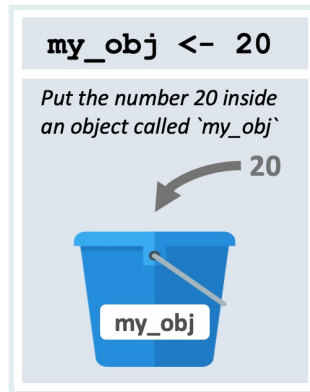 my_obj <- 20
Put the number 20 inside
an object called `my_obj`
20
my_obj